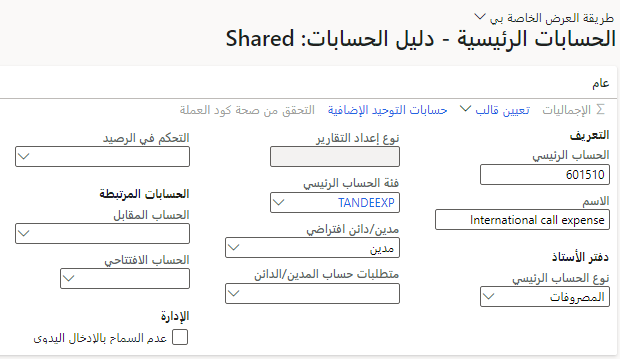 طريقة العرض الخاصة بي
الحسابات الرئيسية - دليل الحسابات: Shared
عام
Σ الإجماليات
تعيين قالب
حسابات التوحيد الإضافية
التحقق من صحة كود العملة
التعريف
الحساب الرئيسي
601510
الاسم
International call expense
دفتر الأستاذ
نوع الحساب الرئيسي
المصروفات
نوع إعداد التقارير
فئة الحساب الرئيسي
TANDEEXP
مدين/دائن افتراضي
مدين
متطلبات حساب المدين/الدائن
التحكم في الرصيد
الحسابات المرتبطة
الحساب المقابل
الحساب الافتتاحي
الإدارة
عدم السماح بالإدخال اليدوي